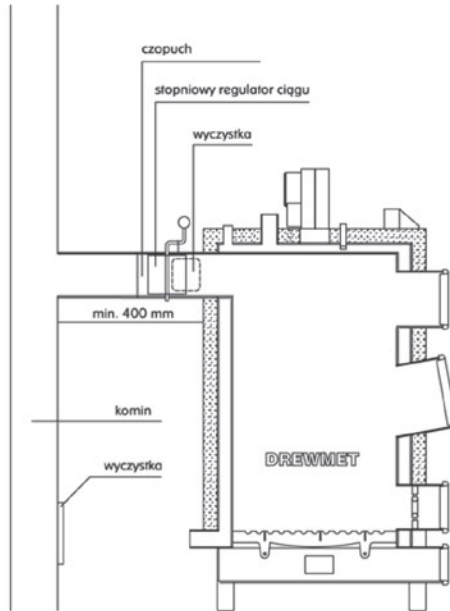 czopuch
stopniowy regulator ciągu
wyczystka
min. 400 mm
komin
wyczystka
DREWMET